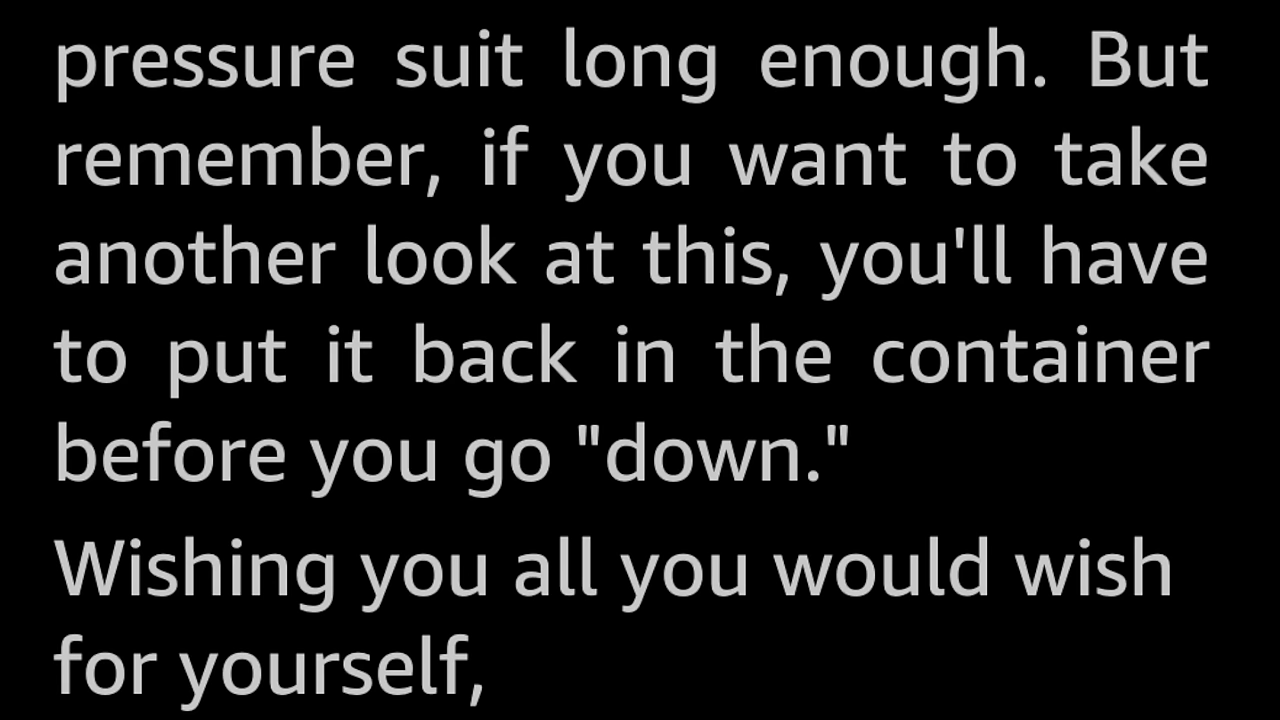 pressure suit long enough. But
remember, if you want to take
another look at this, you'll have
to put it back in the container
before you go "down."
Wishing you all you would wish
for yourself,